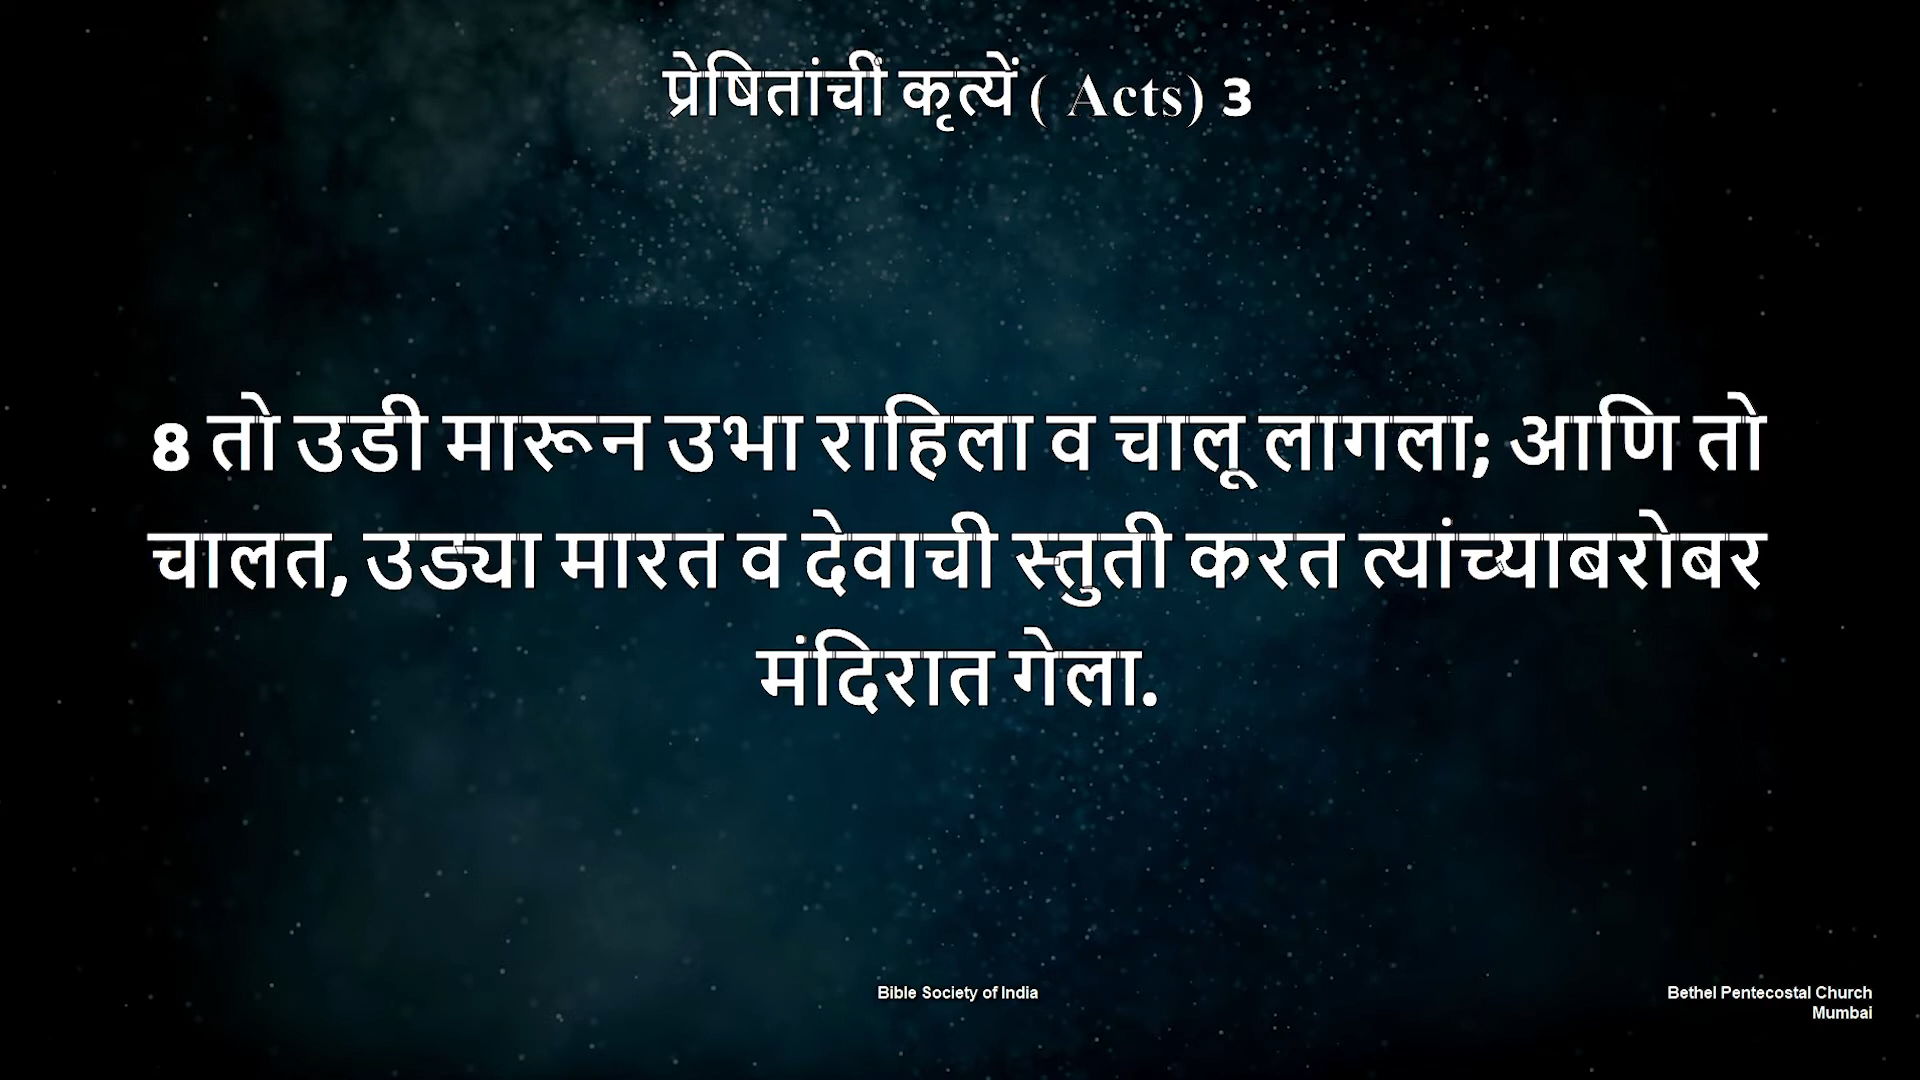 प्रेषितांचीं कृत्यें ( Acts) 3
8 तो उडी मारून उभा राहिला व चालू लागला; आणि तो
चालत, उड्या मारत व देवाची स्तुती करत त्यांच्याबरोबर
मंदिरात गेला.
Bible Society of India
Bethel Pentecostal Church
Mumbai